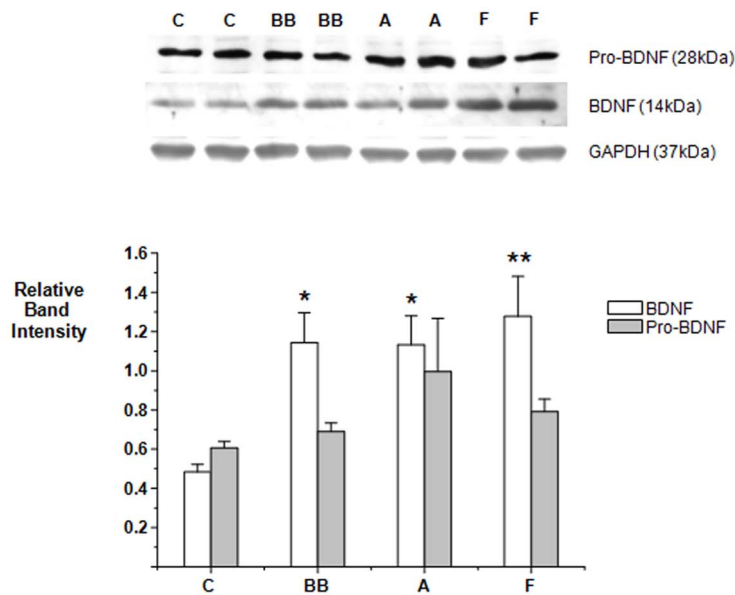 C C BB BB A A F F
Pro-BDNF (28kDa)
BDNF (14kDa)
GAPDH (37kDa)
Relative
Band
Intensity
1.6
1.4
1.2
1.0
0.8
0.6
0.4
0.2
* * **
BDNF
Pro-BDNF
C BB A F